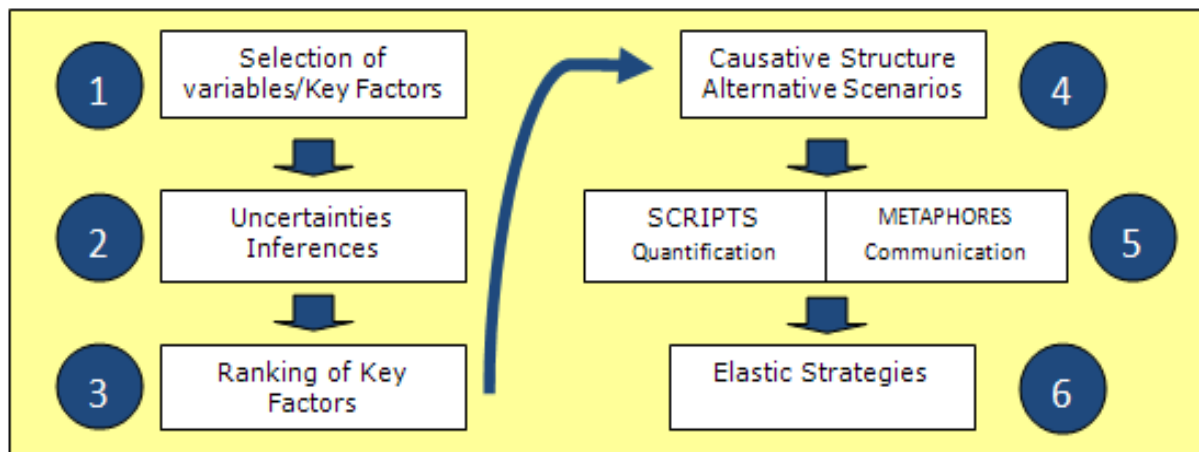 1
Selection of
variables/Key Factors
2
Uncertainties
Inferences
3
Ranking of Key
Factors
Causative Structure
Alternative Scenarios
4
SCRIPTS
Quantification
METAPHORES
Communication
5
Elastic Strategies
6